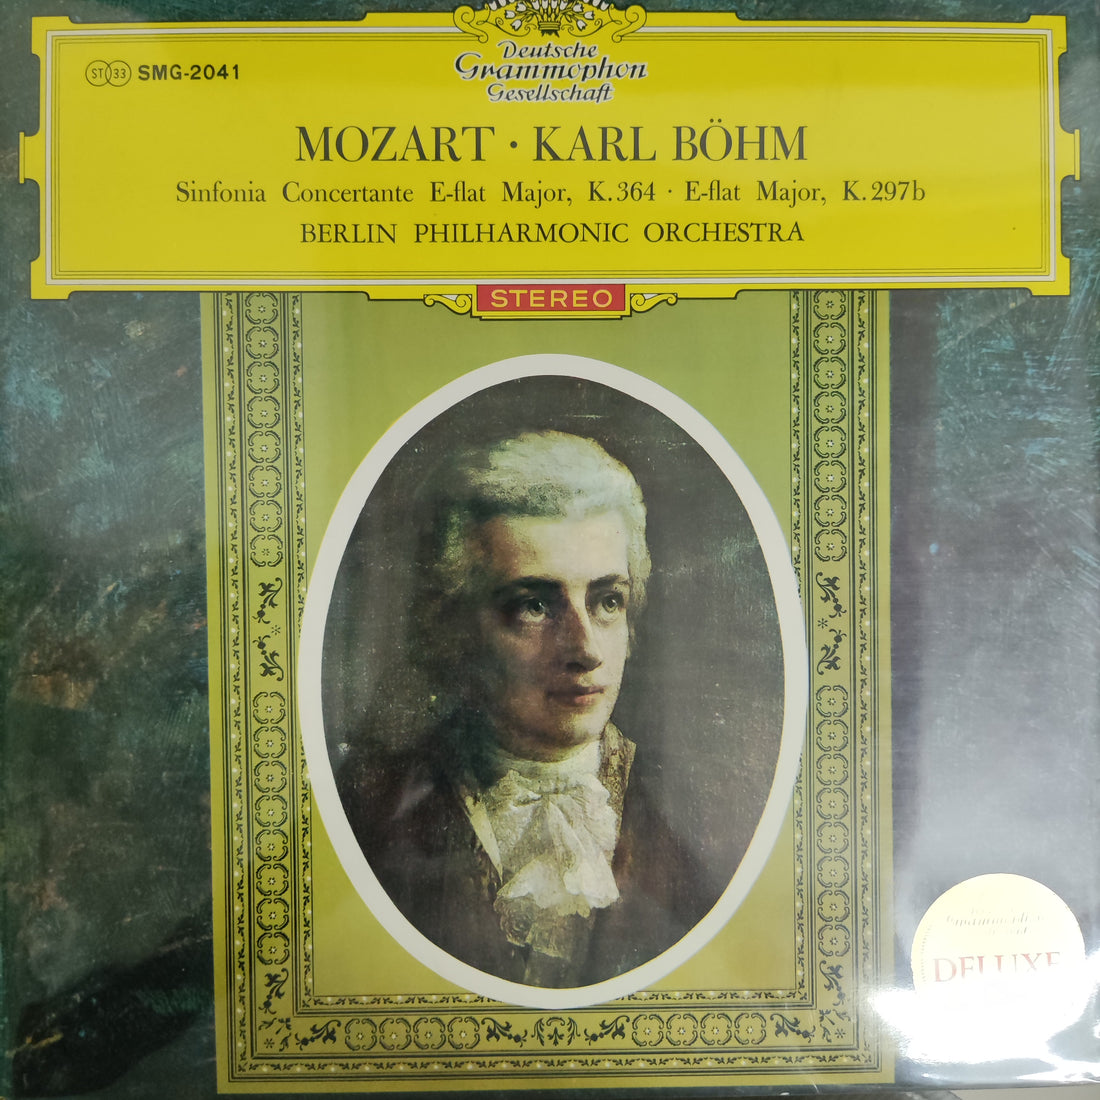 Deutsche
Grammophon
Gesellschaft
ST 33 SMG-2041
MOZART · KARL BÖHM
Sinfonia Concertante E-flat Major, K. 364 · E-flat Major, K. 297b
BERLIN PHILHARMONIC ORCHESTRA
STEREO
DELUXE